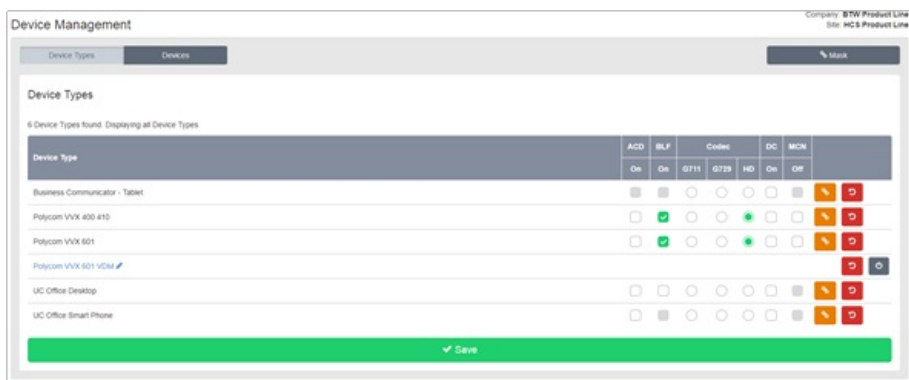 Company: BTW Product Line
Device Management
Site: HCS Product Line
Device Types
Devices
Mask
Device Types
6 Device Types found. Displaying all Device Types
Device Type
ACD
BLF
Codec
DC
MCN
On
On
G711
G729
HD
On
Off
Business Communicator - Tablet
Polycom VVX 400 410
Polycom VVX 601
Polycom VVX 601 VDM
UC Office Desktop
UC Office Smart Phone
Save